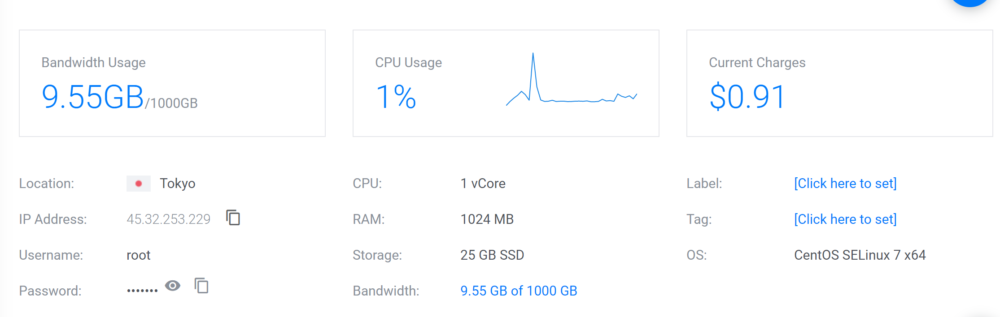 Bandwidth Usage
9.55GB/1000GB
CPU Usage
1%
Current Charges
$0.91
Location: Tokyo
IP Address: 45.32.253.229
Username: root
Password: •••••••
CPU: 1 vCore
RAM: 1024 MB
Storage: 25 GB SSD
Bandwidth: 9.55 GB of 1000 GB
Label: [Click here to set]
Tag: [Click here to set]
OS: CentOS SELinux 7 x64